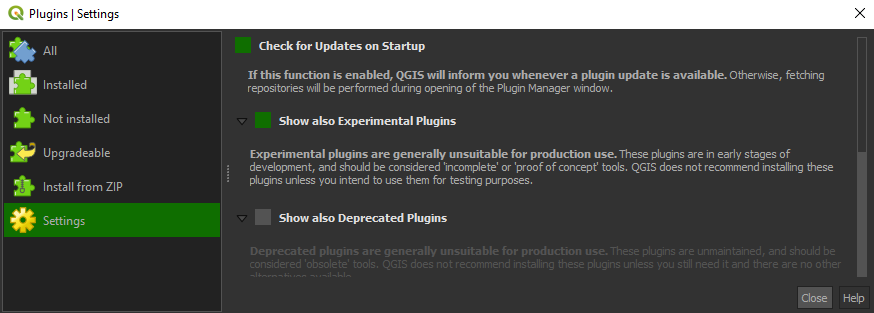 Plugins | Settings
All
Installed
Not installed
Upgradeable
Install from ZIP
Settings
Check for Updates on Startup
If this function is enabled, QGIS will inform you whenever a plugin update is available. Otherwise, fetching
repositories will be performed during opening of the Plugin Manager window.
Show also Experimental Plugins
Experimental plugins are generally unsuitable for production use. These plugins are in early stages of
development, and should be considered 'incomplete' or 'proof of concept' tools. QGIS does not recommend installing these
plugins unless you intend to use them for testing purposes.
Show also Deprecated Plugins
Deprecated plugins are generally unsuitable for production use. These plugins are unmaintained, and should be
considered 'obsolete' tools. QGIS does not recommend installing these plugins unless you still need it and there are no other
alternatives available.
Close
Help